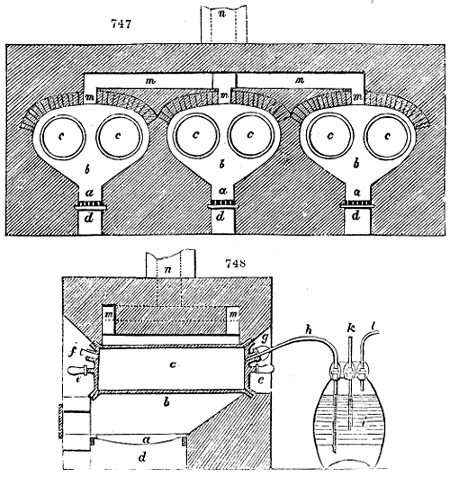 747
n
m m
m m m
c c c c c c
b b b
a a a
d d d
748
n
m m
f g h k l
c
e e
b
i
a
d